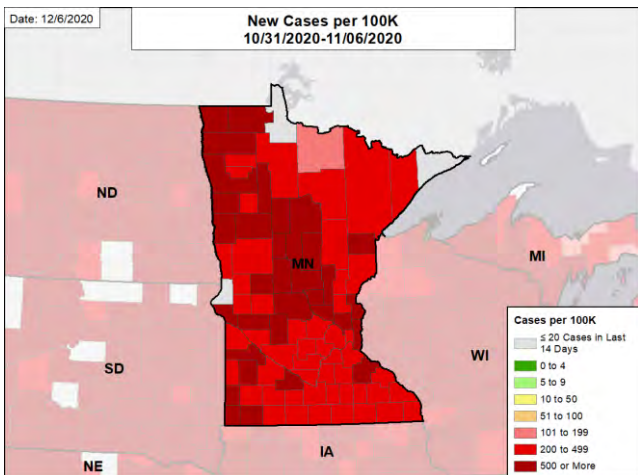 Date: 12/6/2020
New Cases per 100K
10/31/2020-11/06/2020
ND
MN
MI
SD
WI
IA
NE
Cases per 100K
≤ 20 Cases in Last
14 Days
0 to 4
5 to 9
10 to 50
51 to 100
101 to 199
200 to 499
500 or More